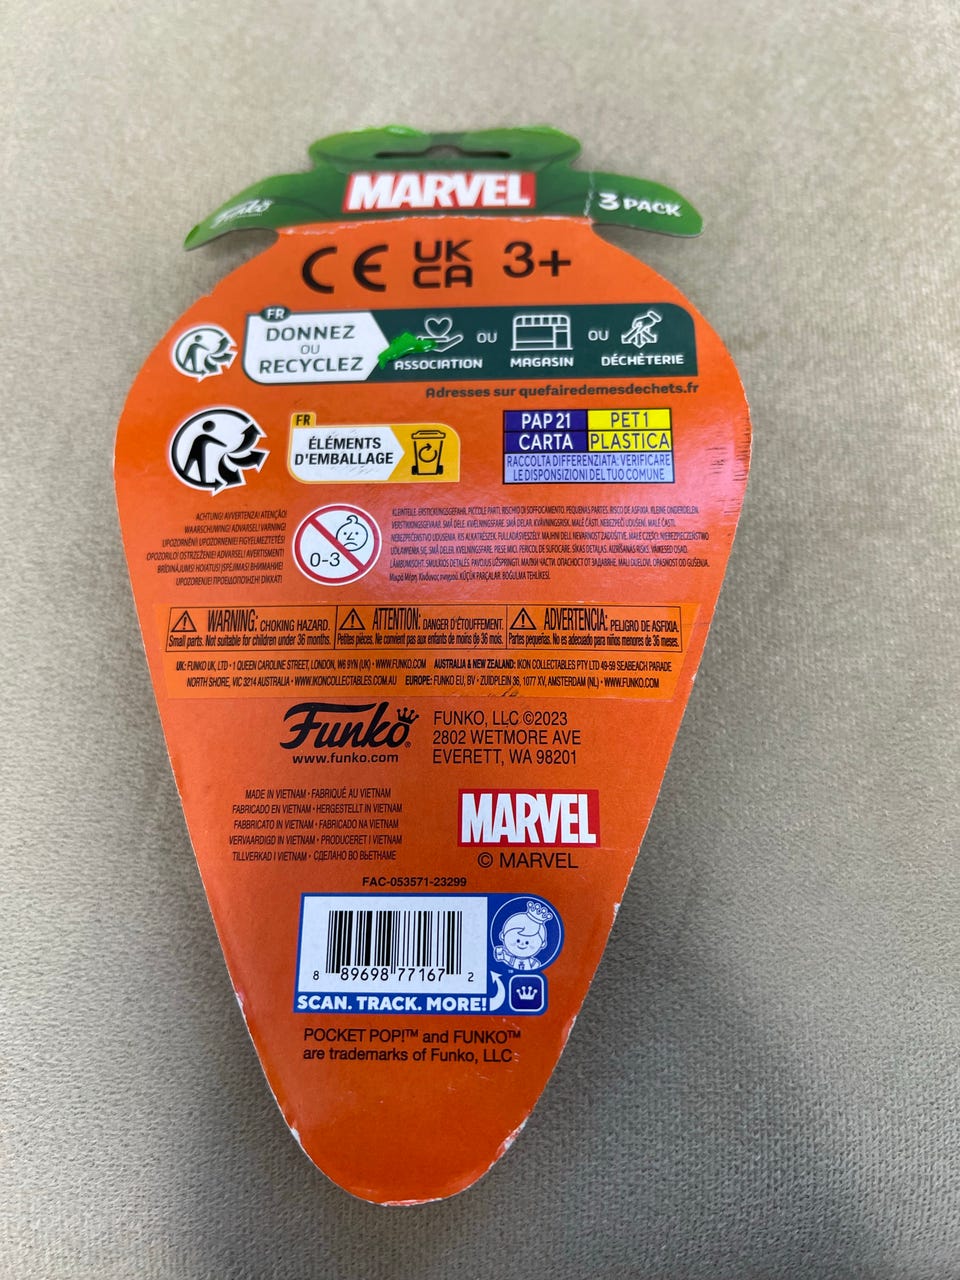 Funko
MARVEL
3 PACK
CE UK CA 3+
FR
DONNEZ
OU
RECYCLEZ
ASSOCIATION
OU
MAGASIN
OU
DÉCHÈTERIE
Adresses sur quefairedemesdechets.fr
FR
ÉLÉMENTS
D'EMBALLAGE
PAP 21 PET 1
CARTA PLASTICA
RACCOLTA DIFFERENZIATA: VERIFICARE
LE DISPOSIZIONI DEL TUO COMUNE
0-3
WARNING: CHOKING HAZARD.
Small parts. Not suitable for children under 36 months.
ATTENTION: DANGER D'ÉTOUFFEMENT.
Petites pièces. Ne convient pas aux enfants de moins de 36 mois.
ADVERTENCIA: PELIGRO DE ASFIXIA.
Partes pequeñas. No es adecuado para niños menores de 36 meses.
UK: FUNKO UK, LTD • 1 QUEEN CAROLINE STREET, LONDON, W6 9YN (UK) • WWW.FUNKO.COM AUSTRALIA & NEW ZEALAND: IKON COLLECTABLES PTY LTD 49-59 SEABEACH PARADE
NORTH SHORE, VIC 3214 AUSTRALIA • WWW.IKONCOLLECTABLES.COM.AU EUROPE: FUNKO EU, BV • ZUIDPLEIN 36, 1077 XV, AMSTERDAM (NL) • WWW.FUNKO.COM
Funko®
www.funko.com
FUNKO, LLC ©2023
2802 WETMORE AVE
EVERETT, WA 98201
MADE IN VIETNAM • FABRIQUÉ AU VIETNAM
FABRICADO EN VIETNAM • HERGESTELLT IN VIETNAM
FABBRICATO IN VIETNAM • FABRICADO NA VIETNAM
VERVAARDIGD IN VIETNAM • PRODUCERET I VIETNAM
TILLVERKAD I VIETNAM • СДЕЛАНО ВО ВЬЕТНАМЕ
MARVEL
© MARVEL
FAC-053571-23299
8 89698 77167 2
SCAN. TRACK. MORE!
POCKET POP!™ and FUNKO™
are trademarks of Funko, LLC